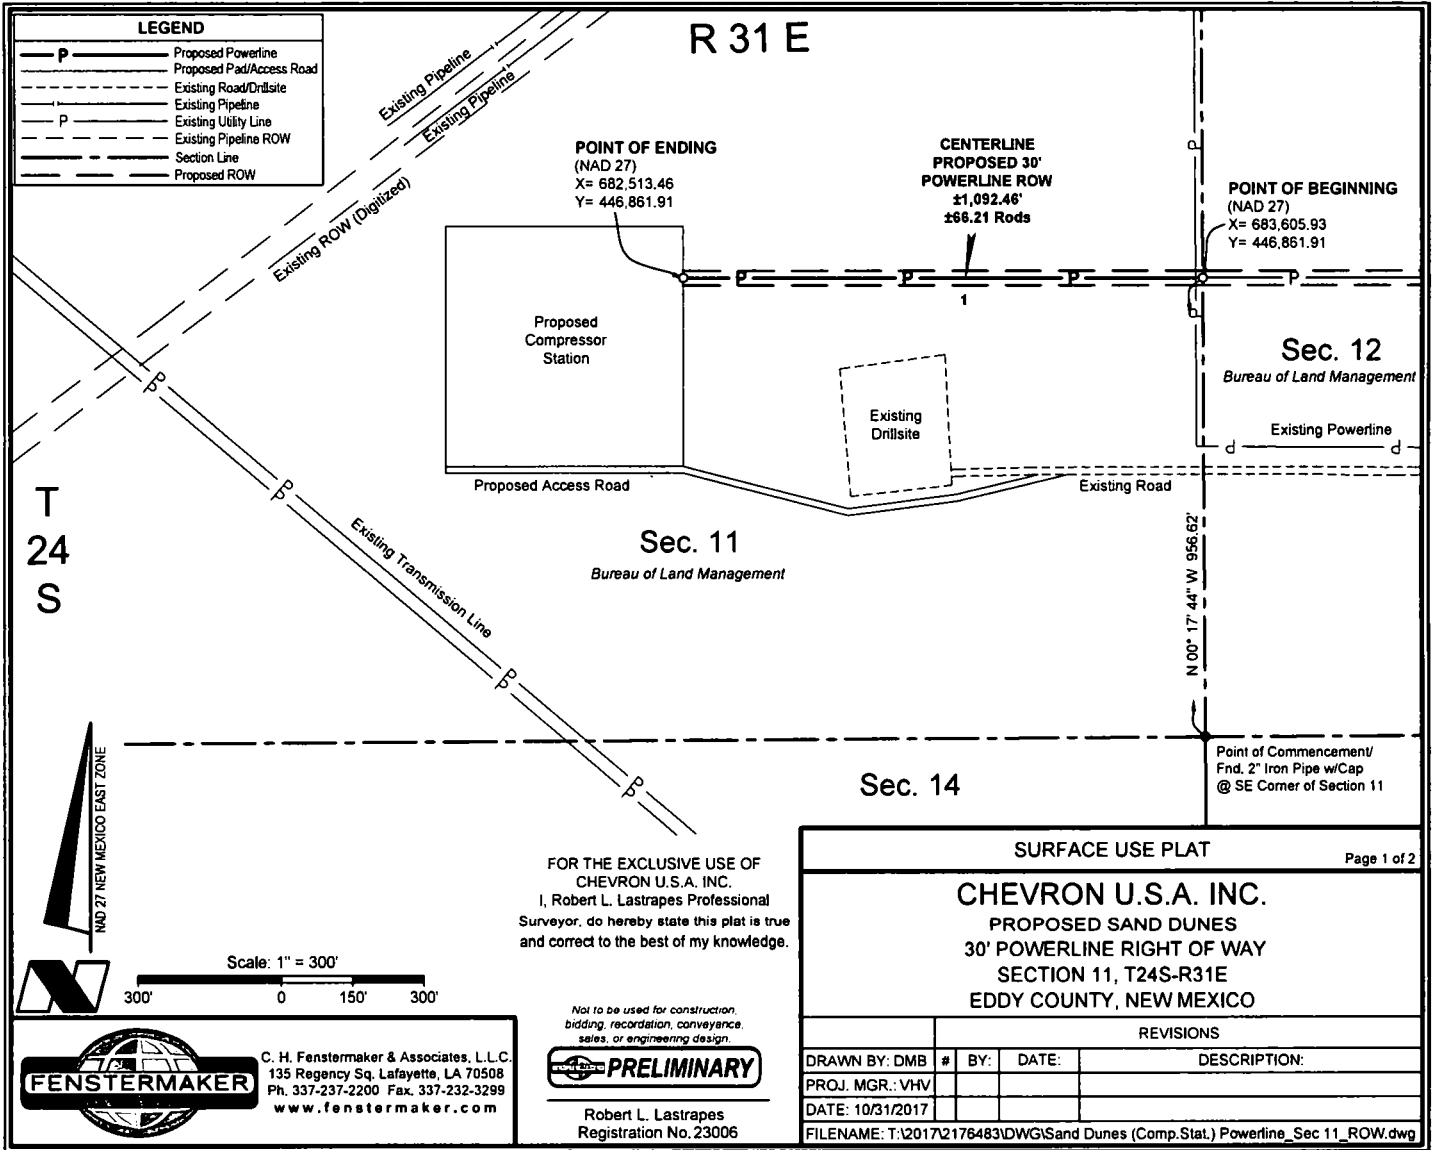 LEGEND
P Proposed Powerline
Proposed Pad/Access Road
Existing Road/Drillsite
Existing Pipeline
P Existing Utility Line
Existing Pipeline ROW
Section Line
Proposed ROW
R 31 E
Existing Pipeline
Existing Pipeline
Existing ROW (Digitized)
POINT OF ENDING
(NAD 27)
X= 682,513.46
Y= 446,861.91
CENTERLINE
PROPOSED 30'
POWERLINE ROW
±1,092.46'
±66.21 Rods
POINT OF BEGINNING
(NAD 27)
X= 683,605.93
Y= 446,861.91
P P P P
1
Proposed
Compressor
Station
Sec. 12
Bureau of Land Management
Existing
Drillsite
Existing Powerline
Proposed Access Road
Existing Road
T
24
S
Existing Transmission Line
Sec. 11
Bureau of Land Management
N 00° 17' 44" W 956.62'
NAD 27 NEW MEXICO EAST ZONE
Sec. 14
Point of Commencement/
Fnd. 2" Iron Pipe w/Cap
@ SE Corner of Section 11
FOR THE EXCLUSIVE USE OF
CHEVRON U.S.A. INC.
I, Robert L. Lastrapes Professional
Surveyor, do hereby state this plat is true
and correct to the best of my knowledge.
Scale: 1" = 300'
300' 0 150' 300'
Not to be used for construction,
bidding, recordation, conveyance,
sales, or engineering design.
PRELIMINARY
Robert L. Lastrapes
Registration No. 23006
FENSTERMAKER
C. H. Fenstermaker & Associates, L.L.C.
135 Regency Sq. Lafayette, LA 70508
Ph. 337-237-2200 Fax. 337-232-3299
www.fenstermaker.com
SURFACE USE PLAT
Page 1 of 2
CHEVRON U.S.A. INC.
PROPOSED SAND DUNES
30' POWERLINE RIGHT OF WAY
SECTION 11, T24S-R31E
EDDY COUNTY, NEW MEXICO
REVISIONS
DRAWN BY: DMB # BY: DATE: DESCRIPTION:
PROJ. MGR.: VHV
DATE: 10/31/2017
FILENAME: T:\2017\2176483\DWG\Sand Dunes (Comp.Stat.) Powerline_Sec 11_ROW.dwg